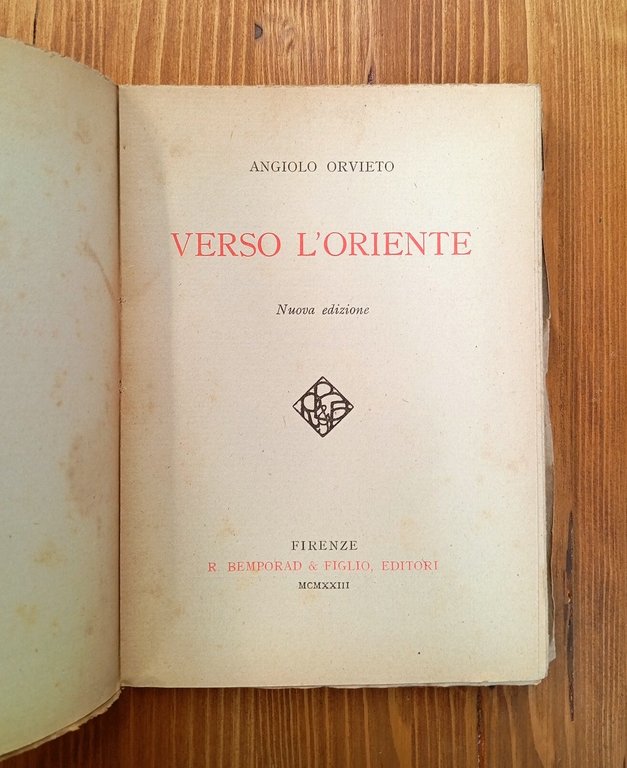 ANGIOLO ORVIETO
VERSO L'ORIENTE
Nuova edizione
FIRENZE
R. BEMPORAD & FIGLIO, EDITORI
MCMXXIII